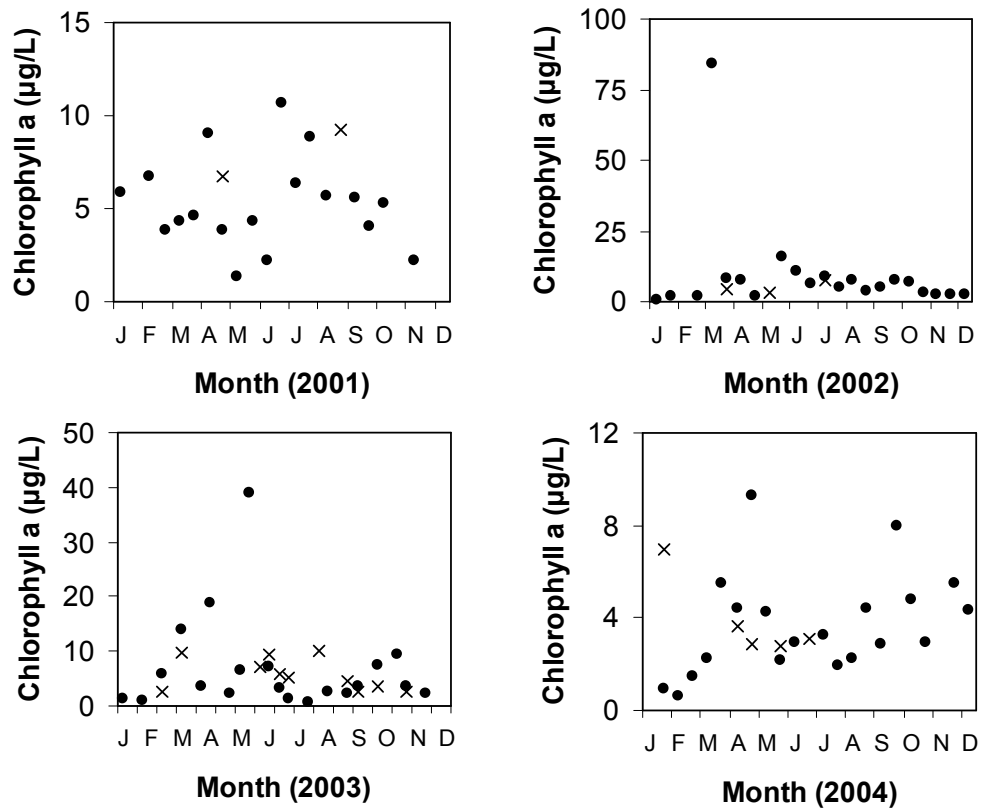 Chlorophyll a (µg/L)
15
10
5
0
J F M A M J J A S O N D
Month (2001)
Chlorophyll a (µg/L)
100
75
50
25
0
J F M A M J J A S O N D
Month (2002)
Chlorophyll a (µg/L)
50
40
30
20
10
0
J F M A M J J A S O N D
Month (2003)
Chlorophyll a (µg/L)
12
8
4
0
J F M A M J J A S O N D
Month (2004)